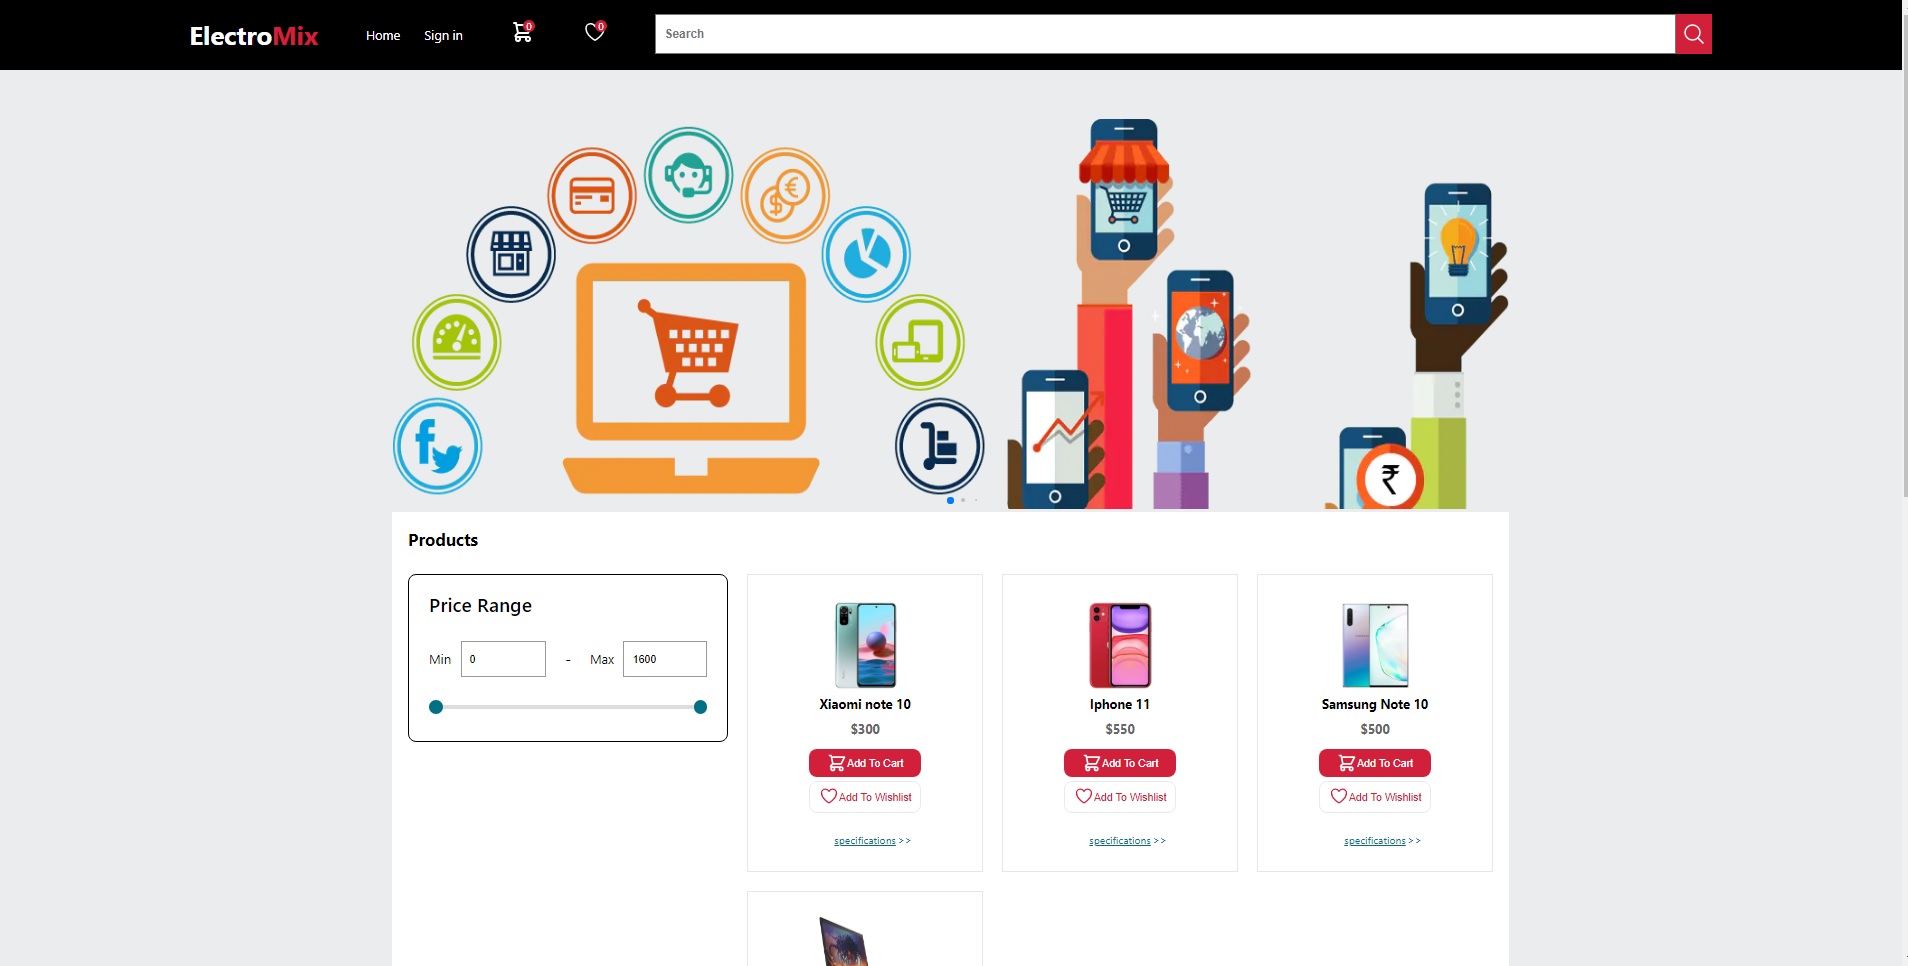 ElectroMix
Home
Sign in
0
0
Search
Products
Price Range
Min
0
-
Max
1600
Xiaomi note 10
$300
Add To Cart
Add To Wishlist
specifications >>
Iphone 11
$550
Add To Cart
Add To Wishlist
specifications >>
Samsung Note 10
$500
Add To Cart
Add To Wishlist
specifications >>